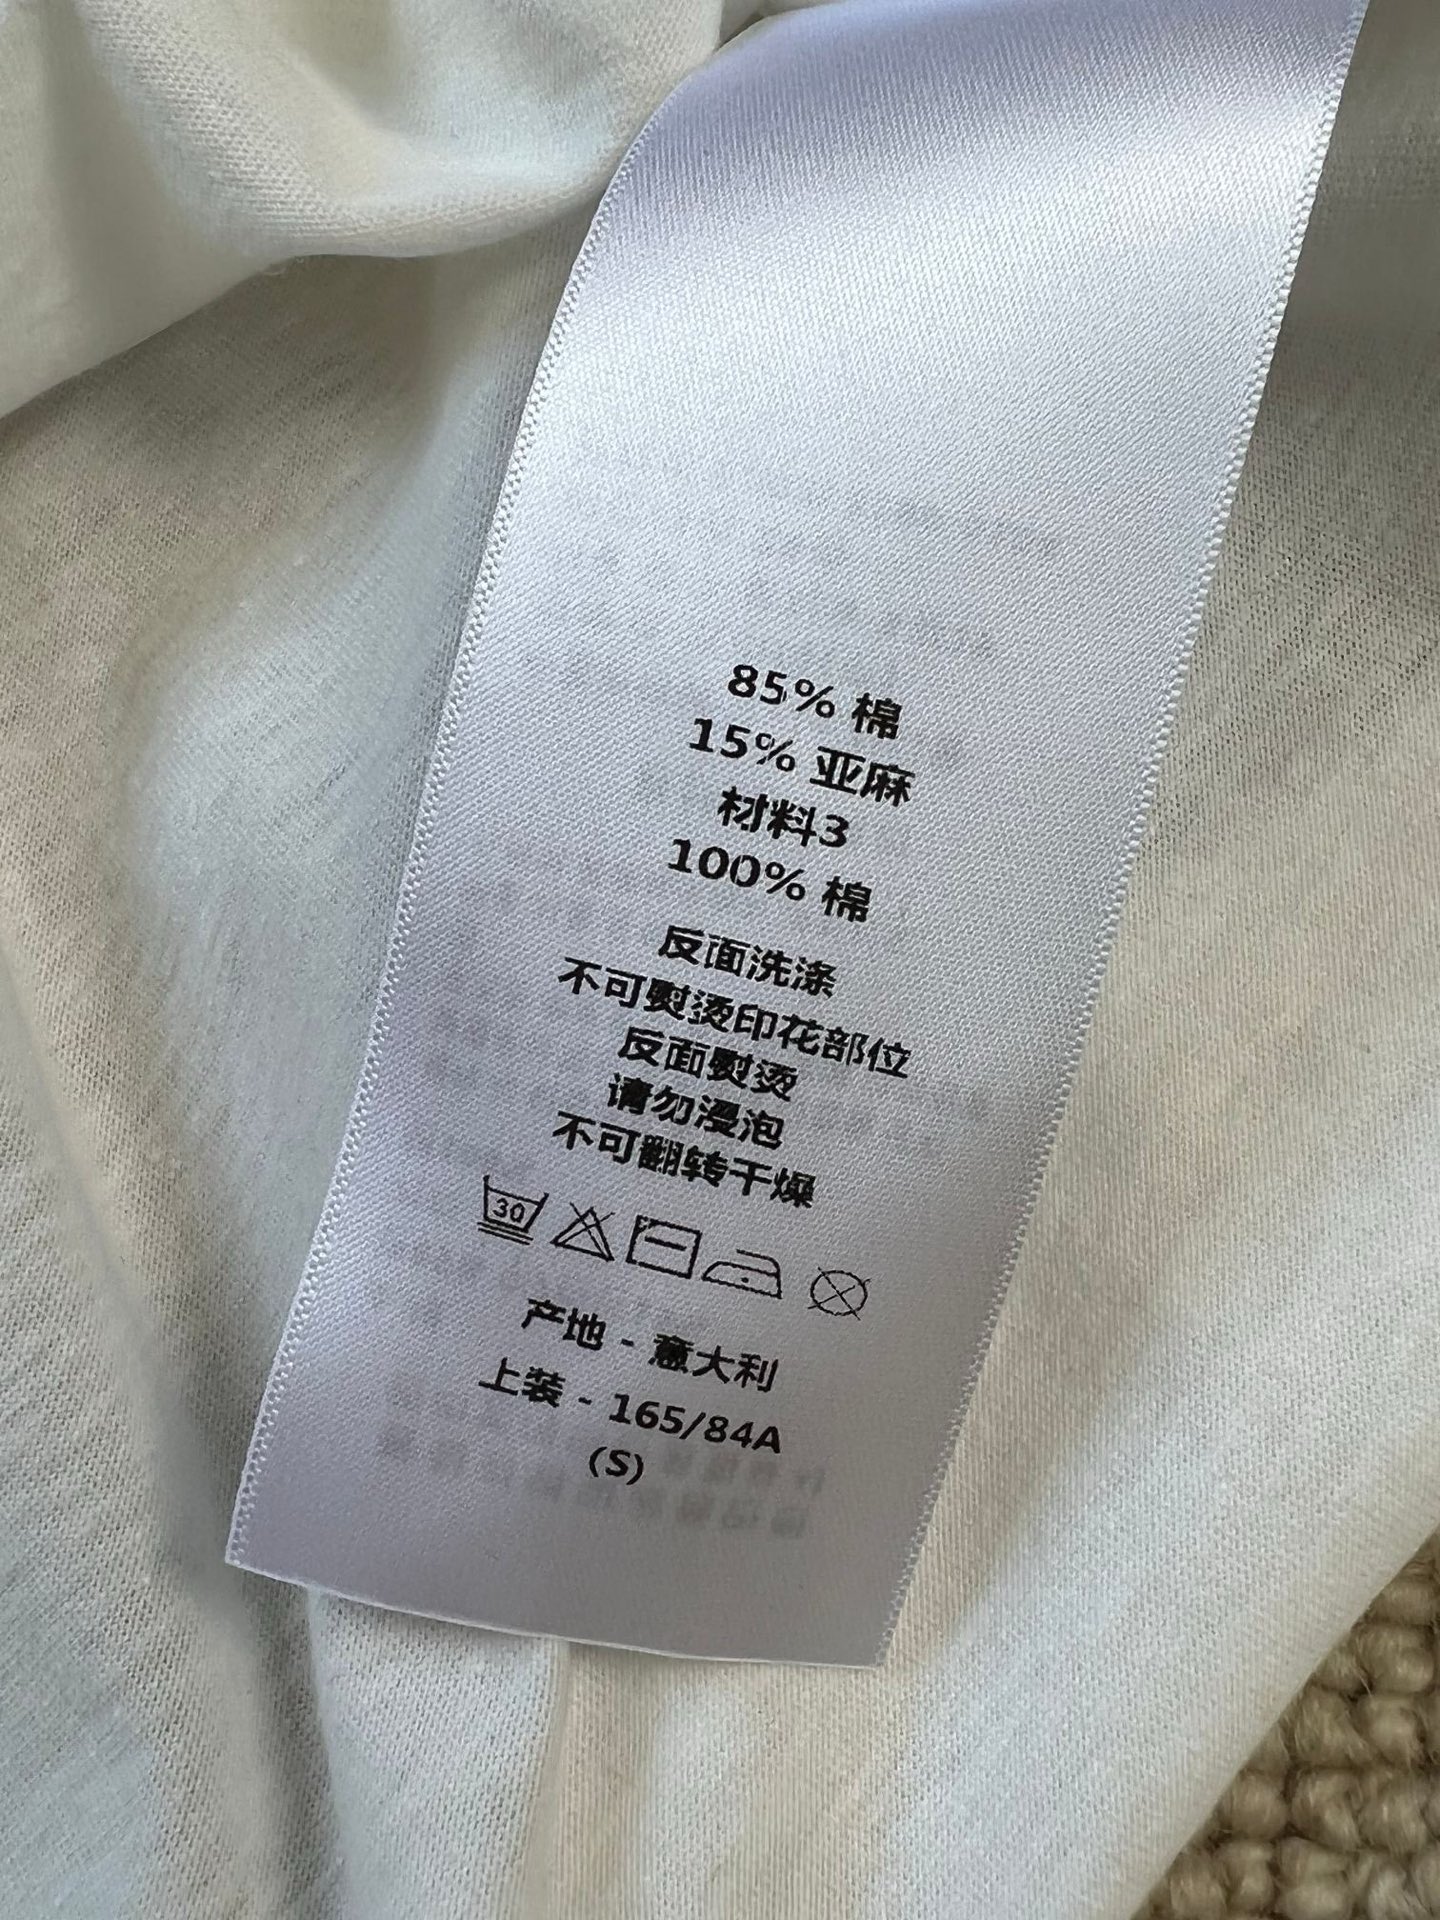 85% 棉
15% 亚麻
材料3
100% 棉
反面洗涤
不可熨烫印花部位
反面熨烫
请勿浸泡
不可翻转干燥
30
产地 - 意大利
上装 - 165/84A
(S)